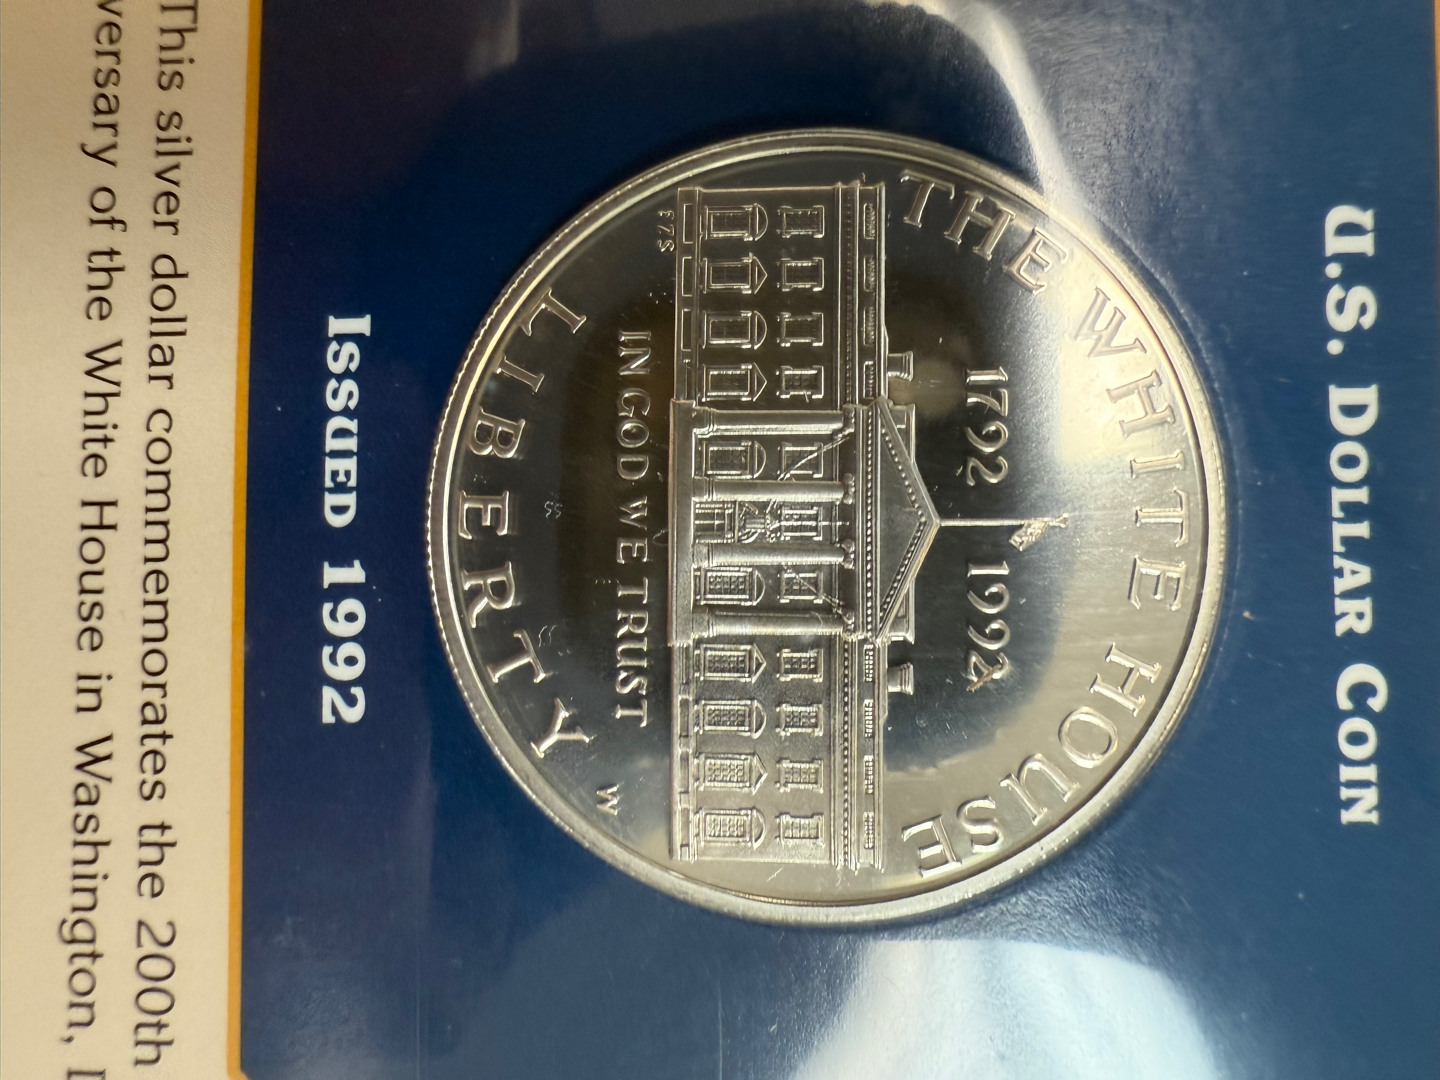 U.S. DOLLAR COIN
THE WHITE HOUSE
1792 1992
IN GOD WE TRUST
W
LIBERTY
ISSUED 1992
This silver dollar commemorates the 200th
versary of the White House in Washington,